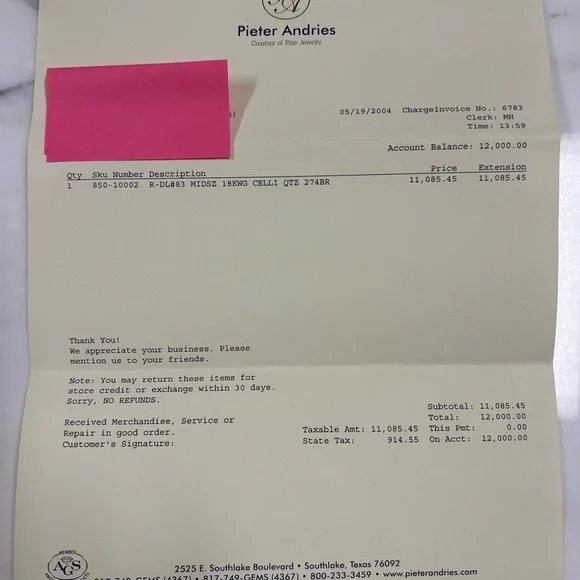 Pieter Andries
Creators of Fine Jewelry
05/19/2004 ChargeInvoice No.: 6783
Clerk: MH
Time: 13:59
Account Balance: 12,000.00
Qty Sku Number Description Price Extension
1 850-10002 R-DL#83 MIDSZ 18KWG CELLI QTZ 274BR 11,085.45 11,085.45
Thank You!
We appreciate your business. Please
mention us to your friends.
Note: You may return these items for
store credit or exchange within 30 days.
Sorry, NO REFUNDS.
Received Merchandise, Service or
Repair in good order.
Customer's Signature:
Subtotal: 11,085.45
Total: 12,000.00
Taxable Amt: 11,085.45 This Pmt: 0.00
State Tax: 914.55 On Acct: 12,000.00
MEMBER
AGS
2525 E. Southlake Boulevard • Southlake, Texas 76092
817-749-GEMS (4367) • 817-749-GEMS (4367) • 800-233-3459 • www.pieterandries.com